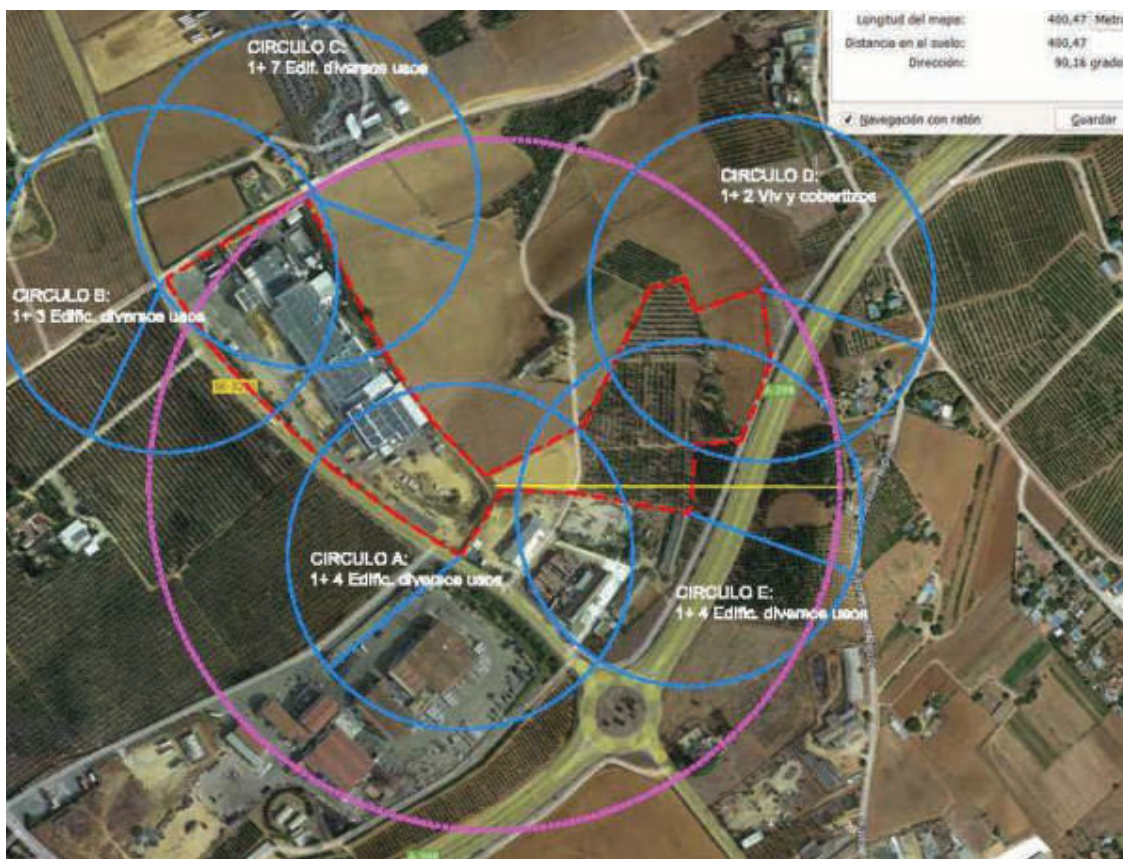 Longitud del mapa: 400,47 Metro
Distancia en el suelo: 400,47
Dirección: 90,16 grados
✓ Navegación con ratón
Guardar
CIRCULO C:
1+ 7 Edif. diversos usos
CIRCULO D:
1+ 2 Viv y cobertizos
CIRCULO B:
1+ 3 Edific. diversos usos
CIRCULO A:
1+ 4 Edific. diversos usos
CIRCULO E:
1+ 4 Edific. diversos usos